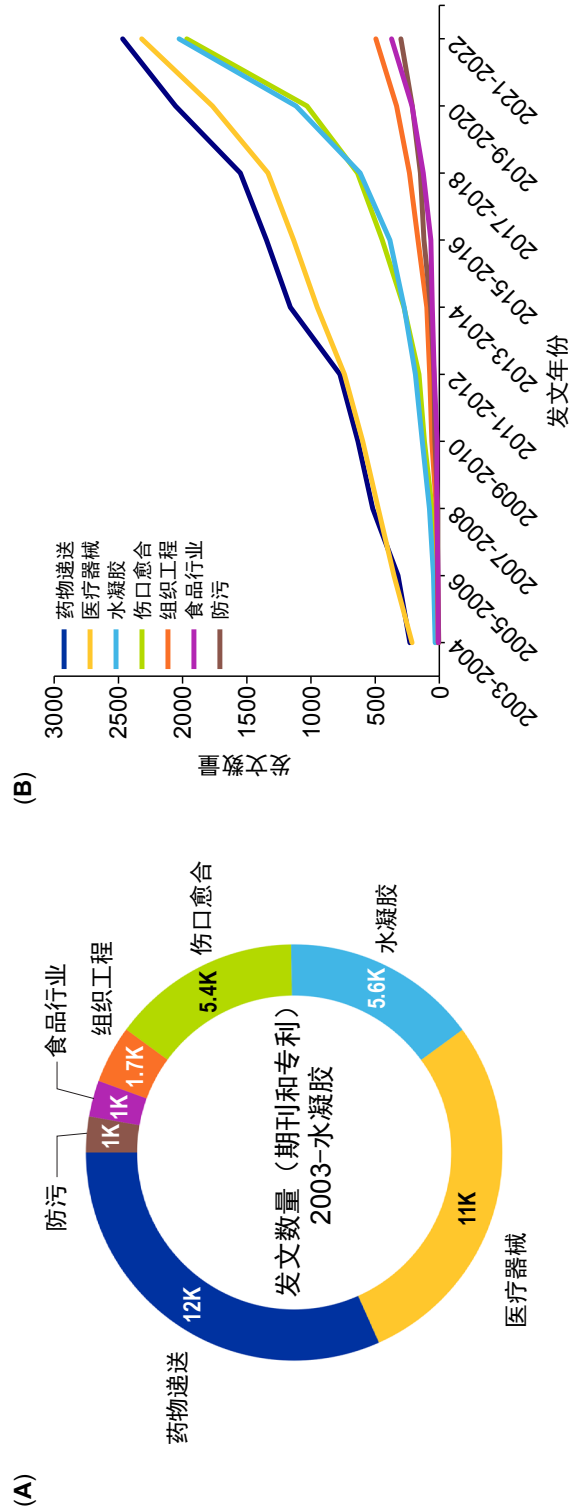 (A)
防污
食品行业
组织工程
伤口愈合
水凝胶
医疗器械
药物递送
1K
1K
1.7K
5.4K
5.6K
11K
12K
发文数量（期刊和专利）
2003-水凝胶
(B)
发文数量
3000
2500
2000
1500
1000
500
0
药物递送
医疗器械
水凝胶
伤口愈合
组织工程
食品行业
防污
2003-2004
2005-2006
2007-2008
2009-2010
2011-2012
2013-2014
2015-2016
2017-2018
2019-2020
2021-2022
发文年份